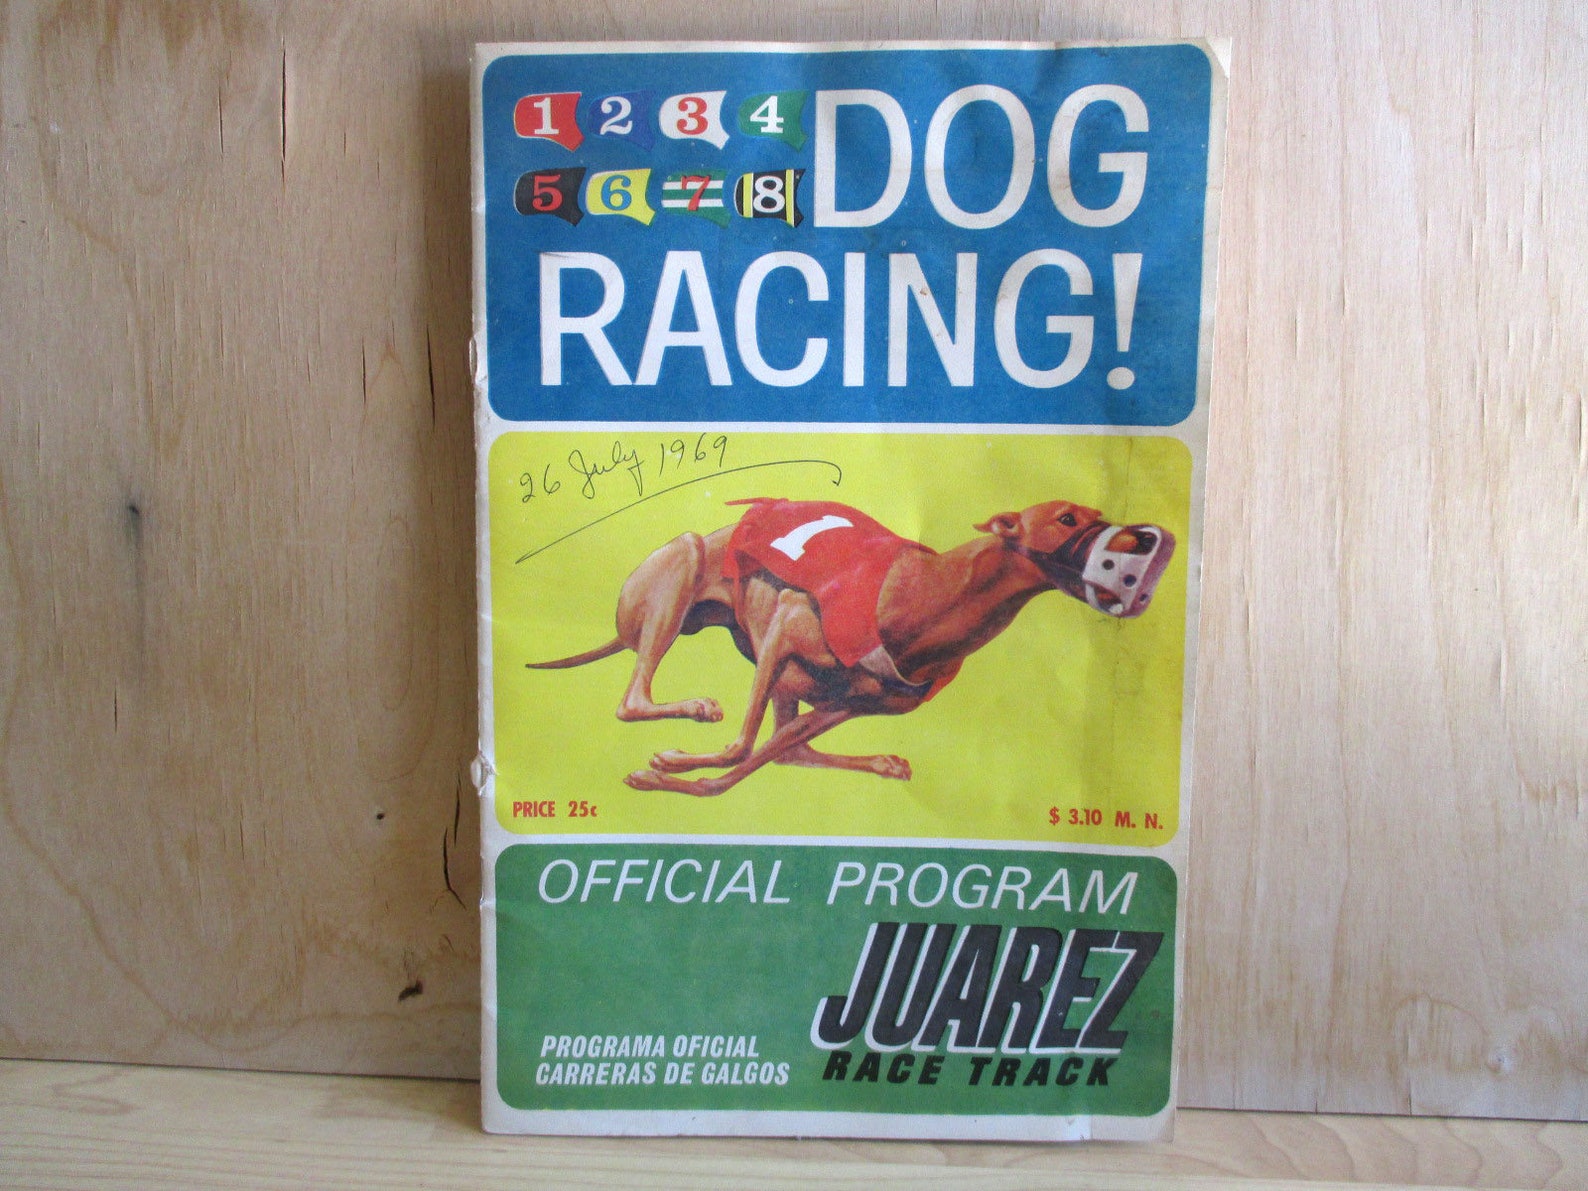 1 2 3 4
5 6 7 8
DOG
RACING!
26 July 1969
1
PRICE 25¢
$ 3.10 M. N.
OFFICIAL PROGRAM
JUAREZ
RACE TRACK
PROGRAMA OFICIAL
CARRERAS DE GALGOS